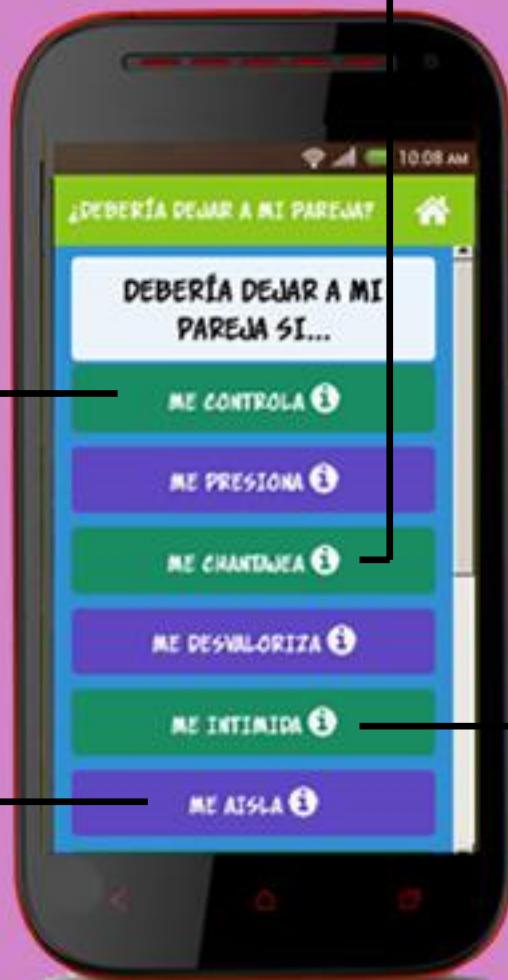 10:08 AM
¿DEBERÍA DEJAR A MI PAREJA?
DEBERÍA DEJAR A MI
PAREJA SI...
ME CONTROLA
ME PRESIONA
ME CHANTAJEA
ME DESVALORIZA
ME INTIMIDA
ME AISLA